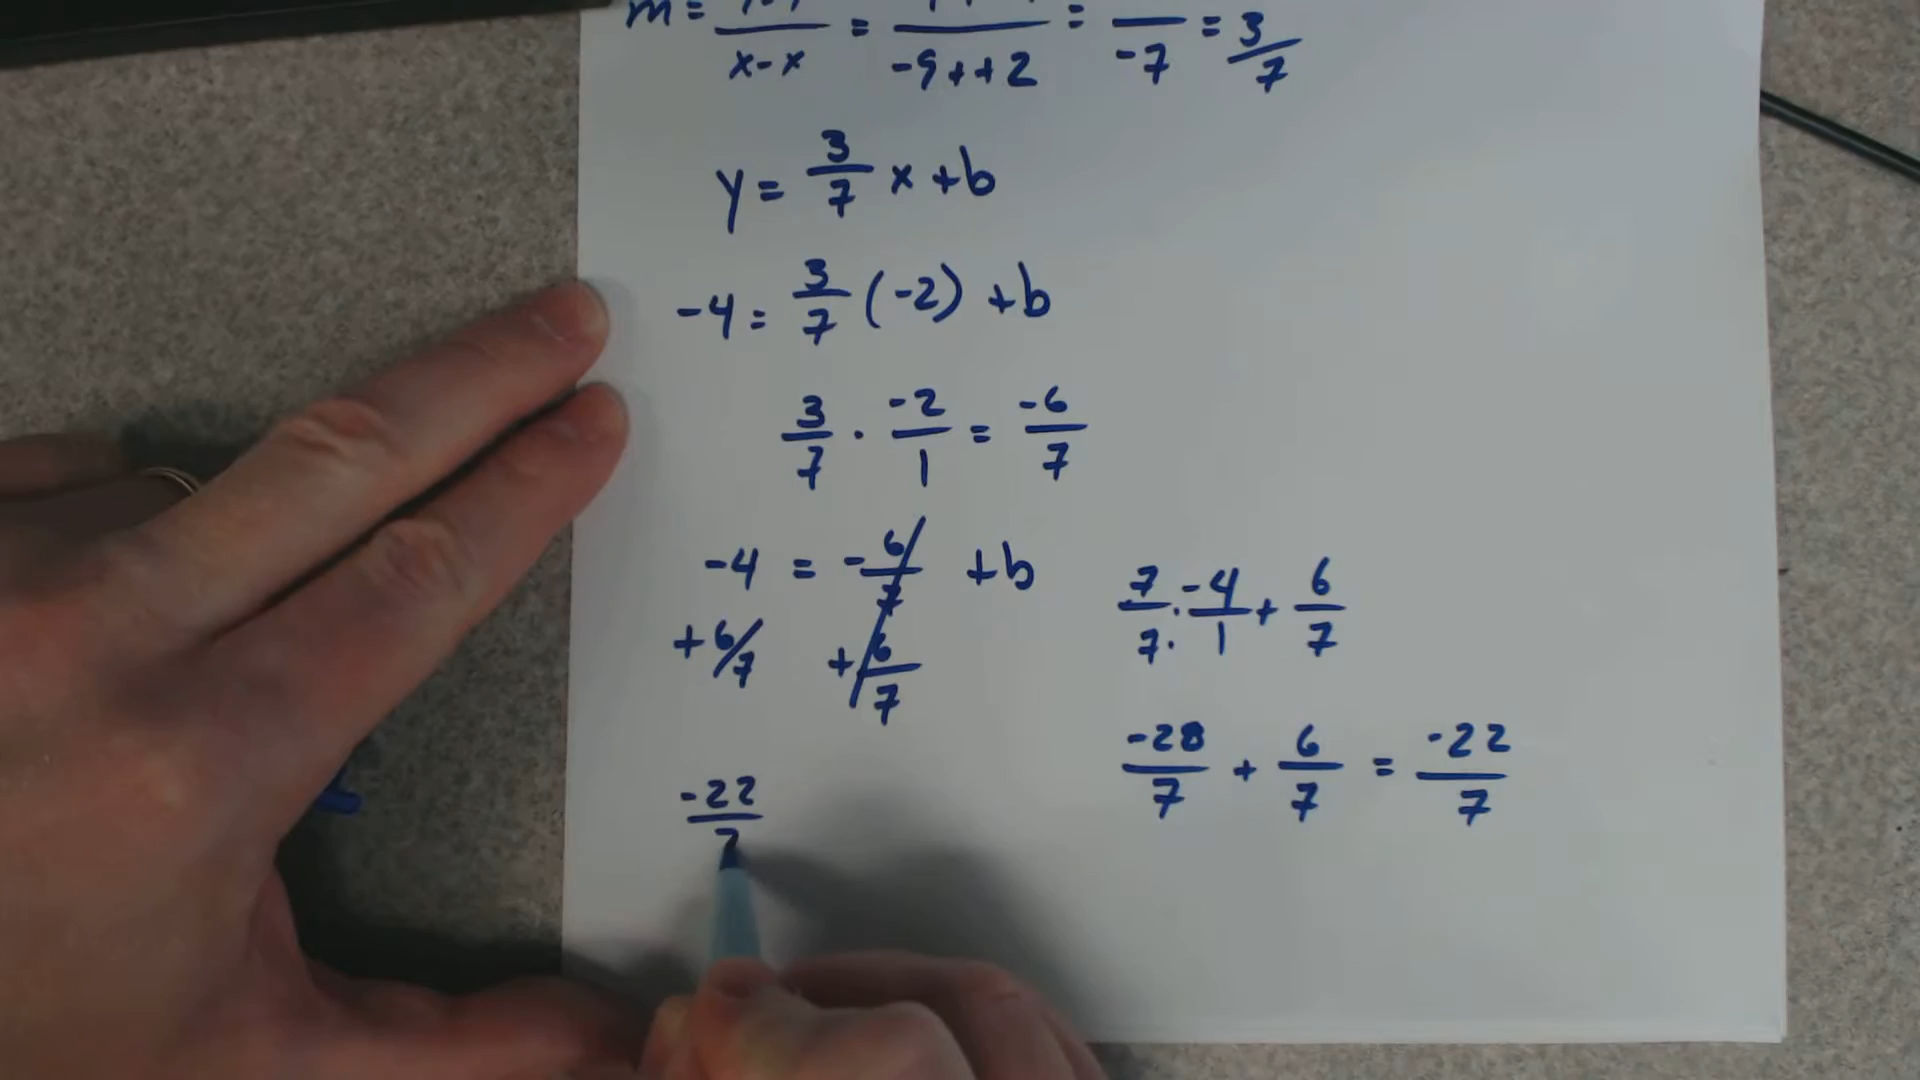 m = / x-x = / -9++2 = / -7 = 3/7
y = 3/7 x + b
-4 = 3/7 (-2) + b
3/7 · -2/1 = -6/7
-4 = -6/7 + b
+6/7 +6/7
7/7 · -4/1 + 6/7
-28/7 + 6/7 = -22/7
-22/7